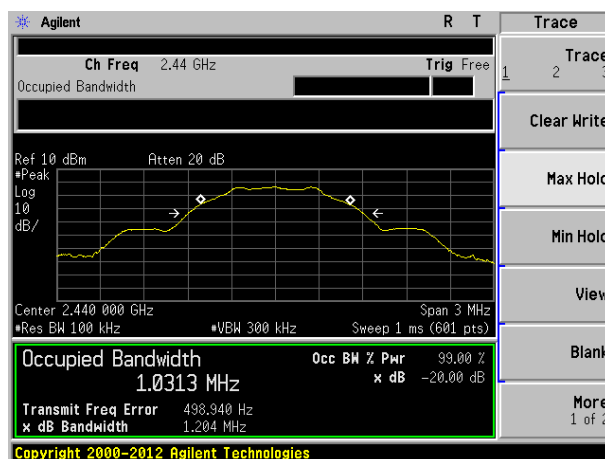 Agilent R T Trace
Ch Freq 2.44 GHz Trig Free
Occupied Bandwidth
Trace
1 2 3
Clear Write
Max Hold
Min Hold
View
Blank
More
1 of 2
Ref 10 dBm Atten 20 dB
#Peak
Log
10
dB/
Center 2.440 000 GHz Span 3 MHz
#Res BW 100 kHz #VBW 300 kHz Sweep 1 ms (601 pts)
Occupied Bandwidth Occ BW % Pwr 99.00 %
1.0313 MHz x dB -20.00 dB
Transmit Freq Error 498.940 Hz
x dB Bandwidth 1.204 MHz
Copyright 2000-2012 Agilent Technologies